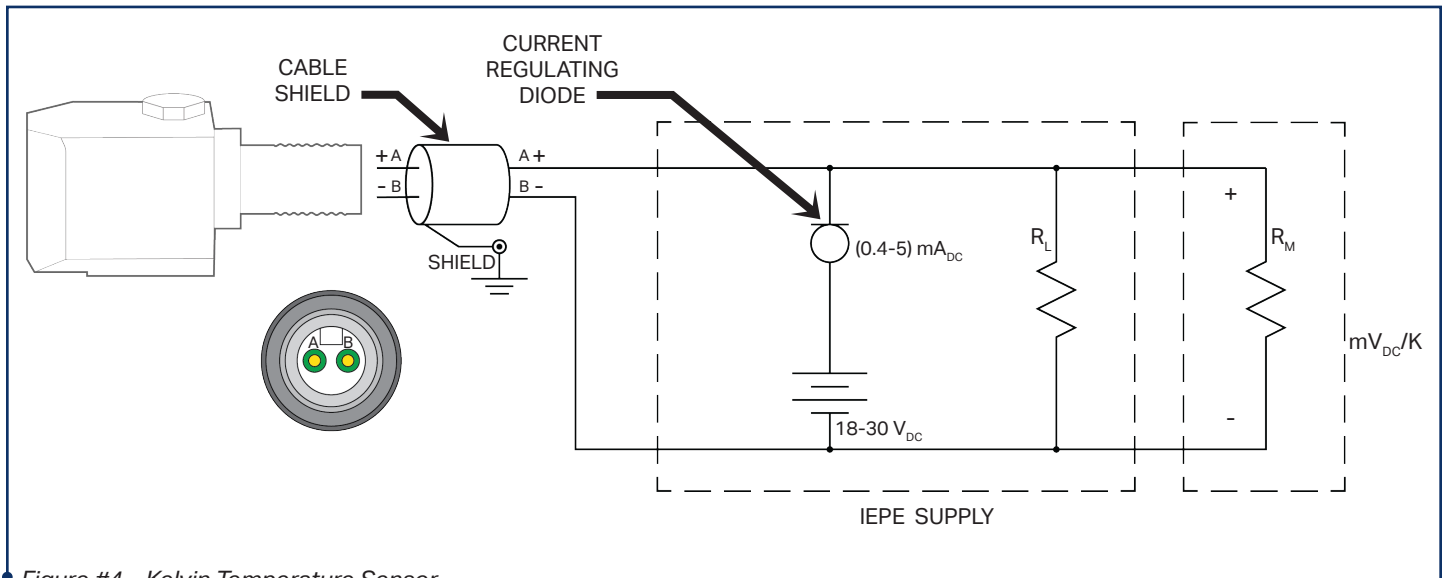 CURRENT
REGULATING
DIODE
CABLE
SHIELD
+ A
A +
- B
B -
SHIELD
A B
(0.4-5) mADC
RL
+
RM
-
mVDC/K
18-30 VDC
IEPE SUPPLY
Figure #4 - Kelvin Temperature Sensor